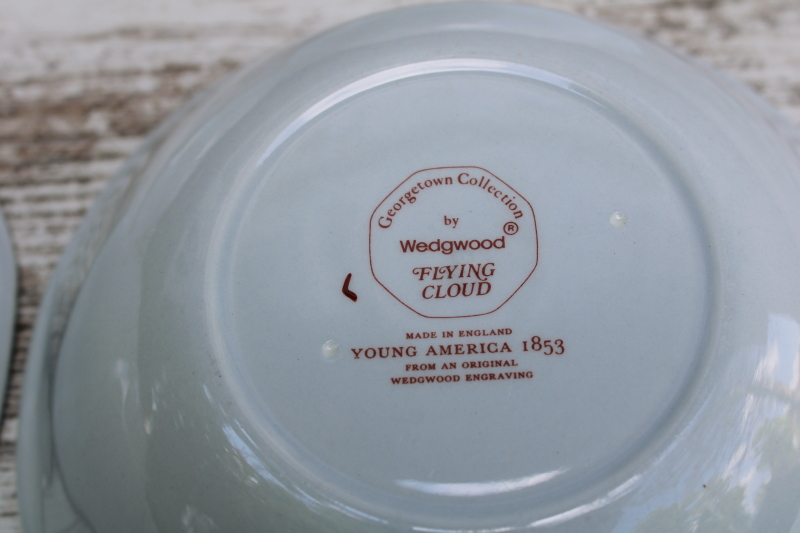 Georgetown Collection
by
Wedgwood®
FLYING
CLOUD
MADE IN ENGLAND
YOUNG AMERICA 1853
FROM AN ORIGINAL
WEDGWOOD ENGRAVING